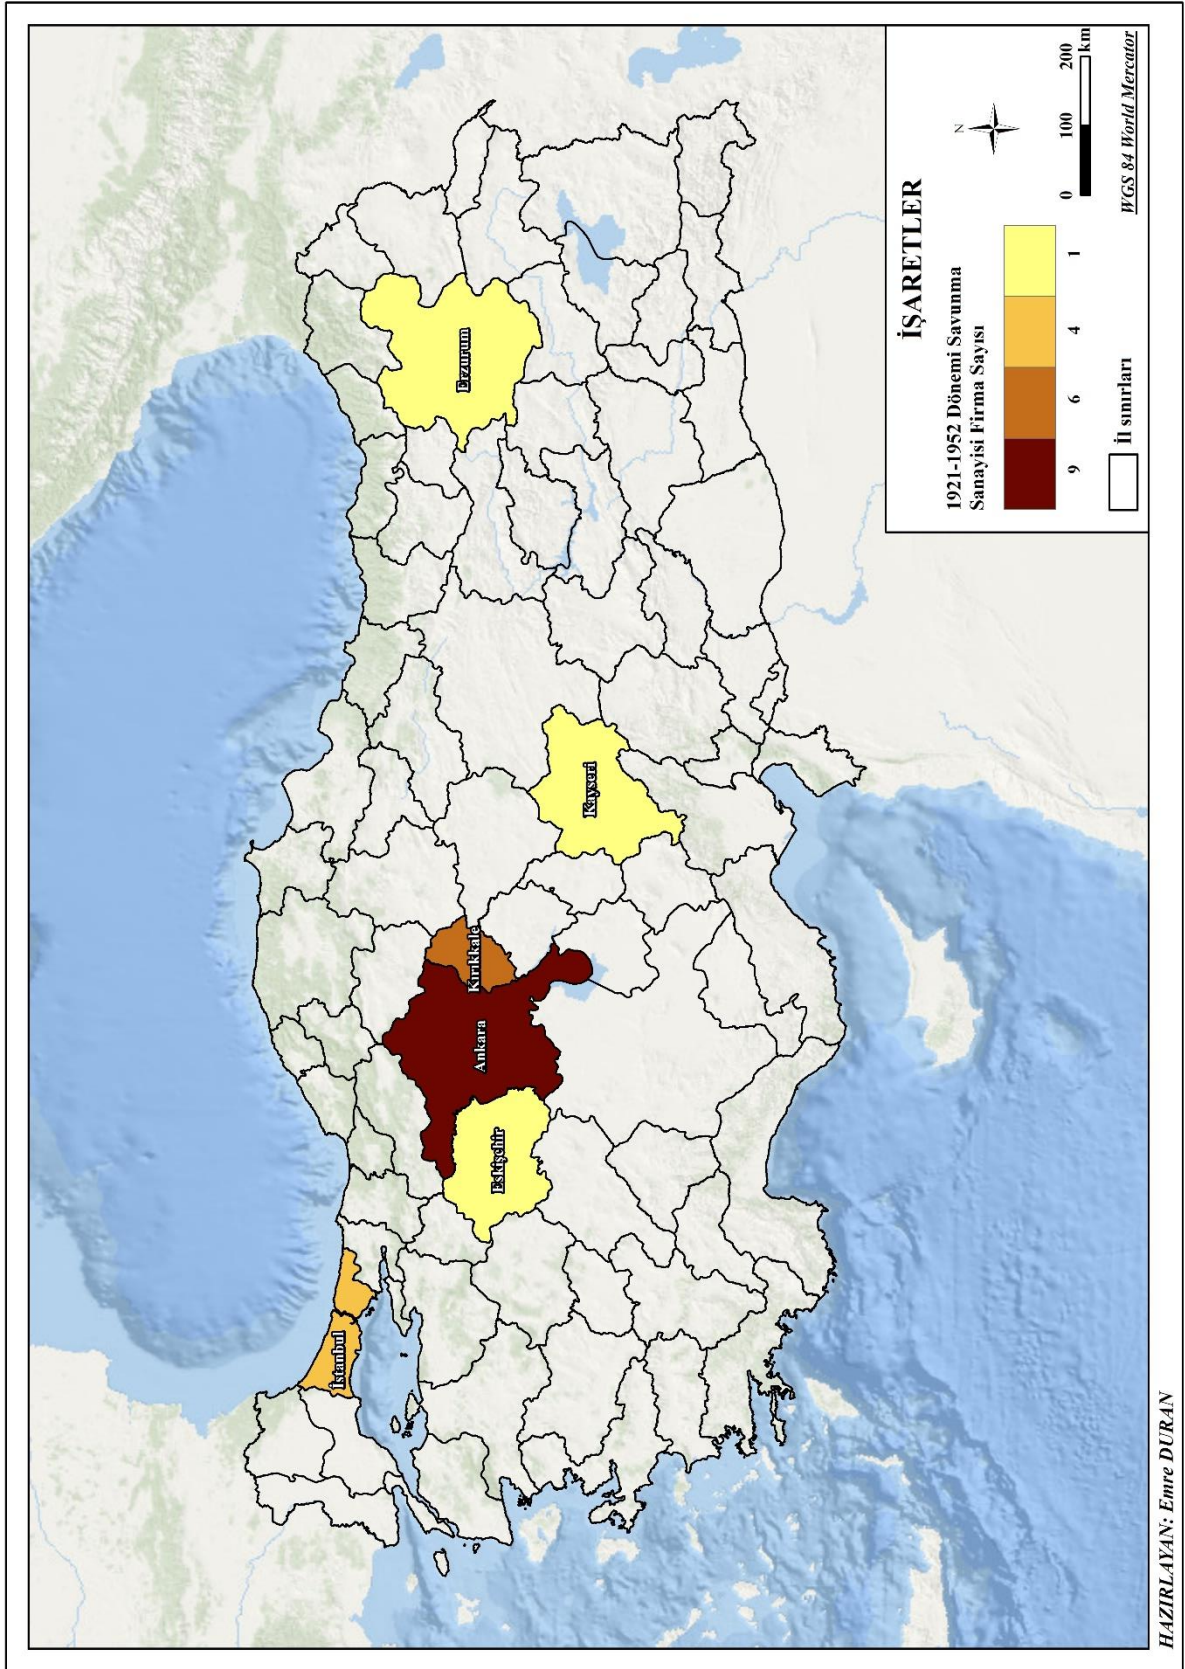 İstanbul
Eskişehir
Ankara
Kırıkkale
Kayseri
Erzurum
İŞARETLER
1921-1952 Dönemi Savunma
Sanayisi Firma Sayısı
9 6 4 1
İl sınırları
N
0 100 200
km
WGS 84 World Mercator
HAZIRLAYAN: Emre DURAN